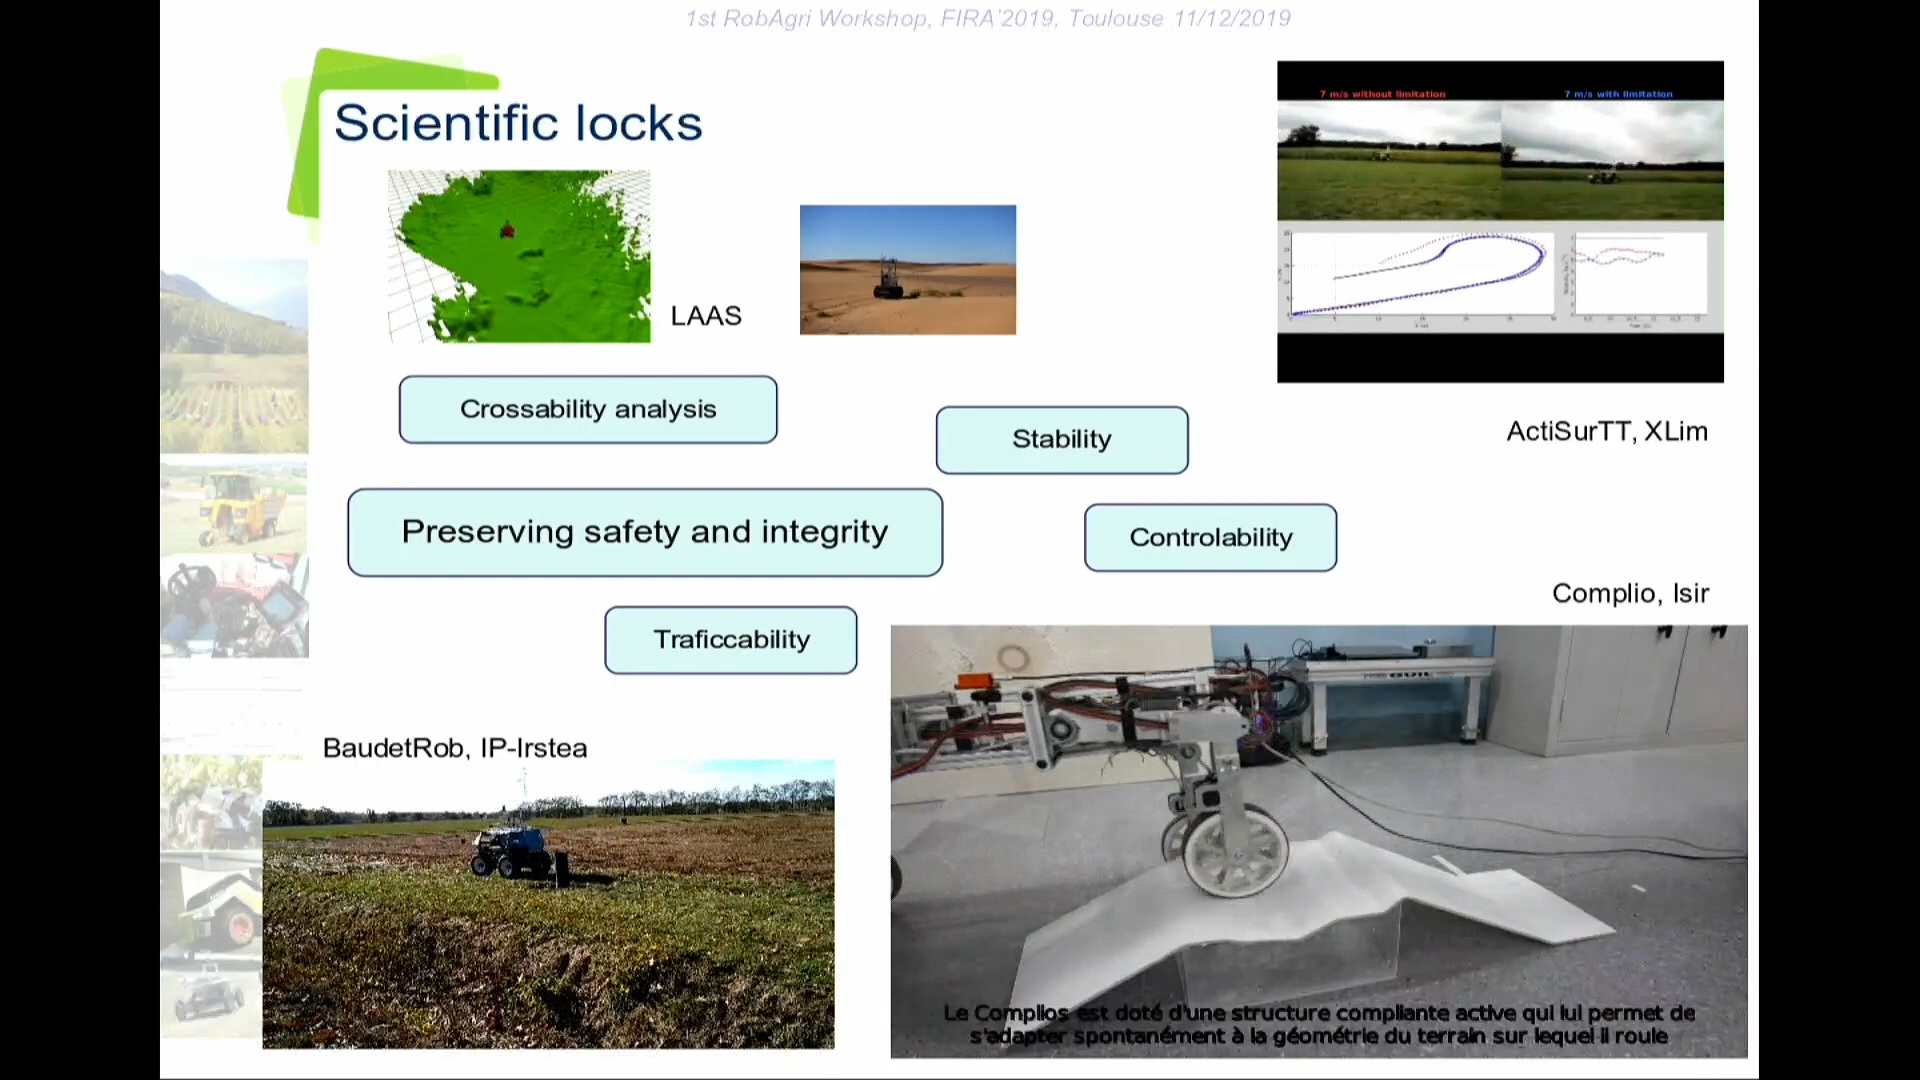 1st RobAgri Workshop, FIRA'2019, Toulouse 11/12/2019
Scientific locks
7 m/s without limitation
7 m/s with limitation
LAAS
Crossability analysis
Stability
ActiSurTT, XLim
Preserving safety and integrity
Controlability
Complio, Isir
Traficcability
BaudetRob, IP-Irstea
Le Complios est doté d'une structure compliante active qui lui permet de
s'adapter spontanément à la géométrie du terrain sur lequel il roule